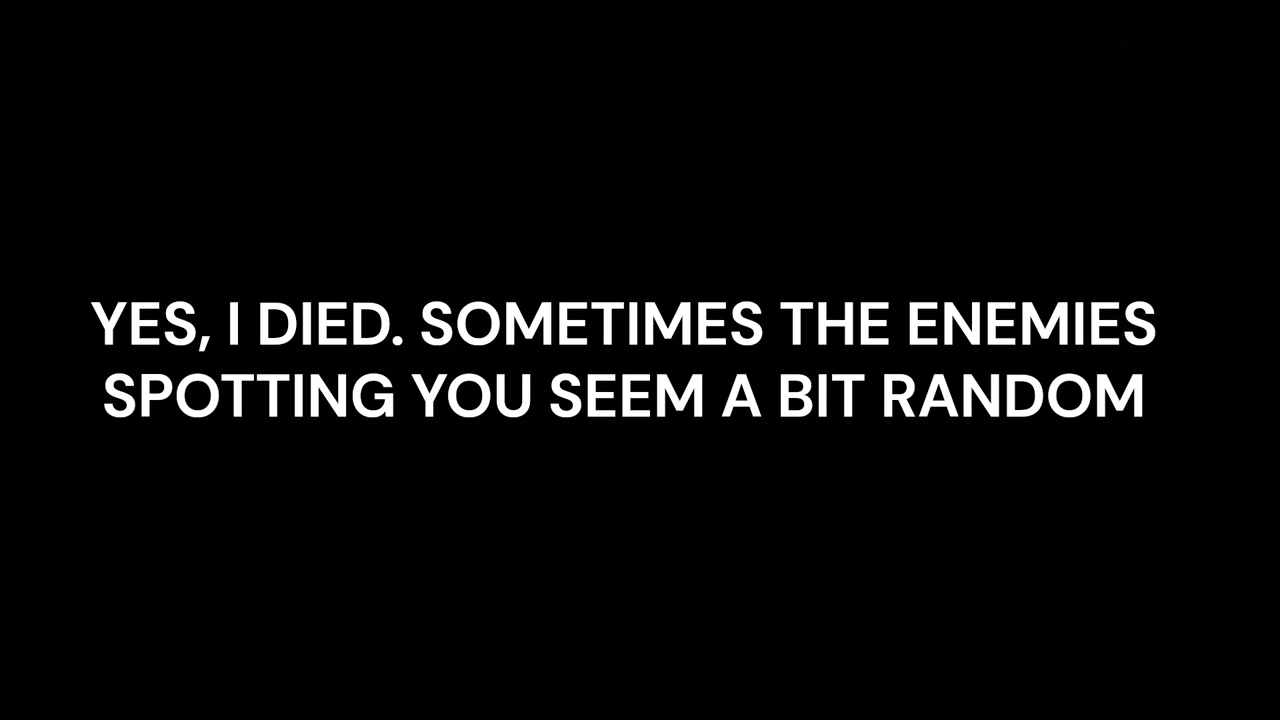 YES, I DIED. SOMETIMES THE ENEMIES
SPOTTING YOU SEEM A BIT RANDOM